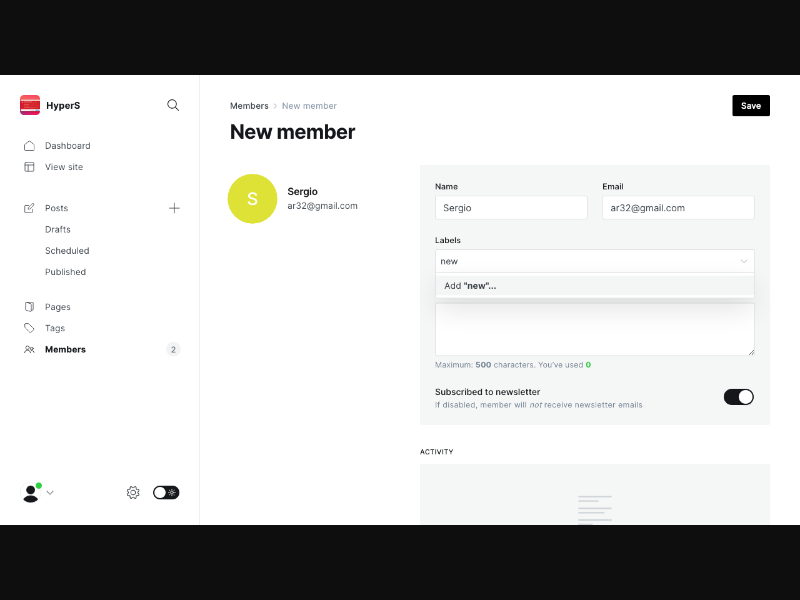 HyperS
Dashboard
View site
Posts
Drafts
Scheduled
Published
Pages
Tags
Members
2
Members > New member
Save
New member
S
Sergio
ar32@gmail.com
Name
Email
Sergio
ar32@gmail.com
Labels
new
Add "new"...
Maximum: 500 characters. You've used 0
Subscribed to newsletter
If disabled, member will not receive newsletter emails
ACTIVITY